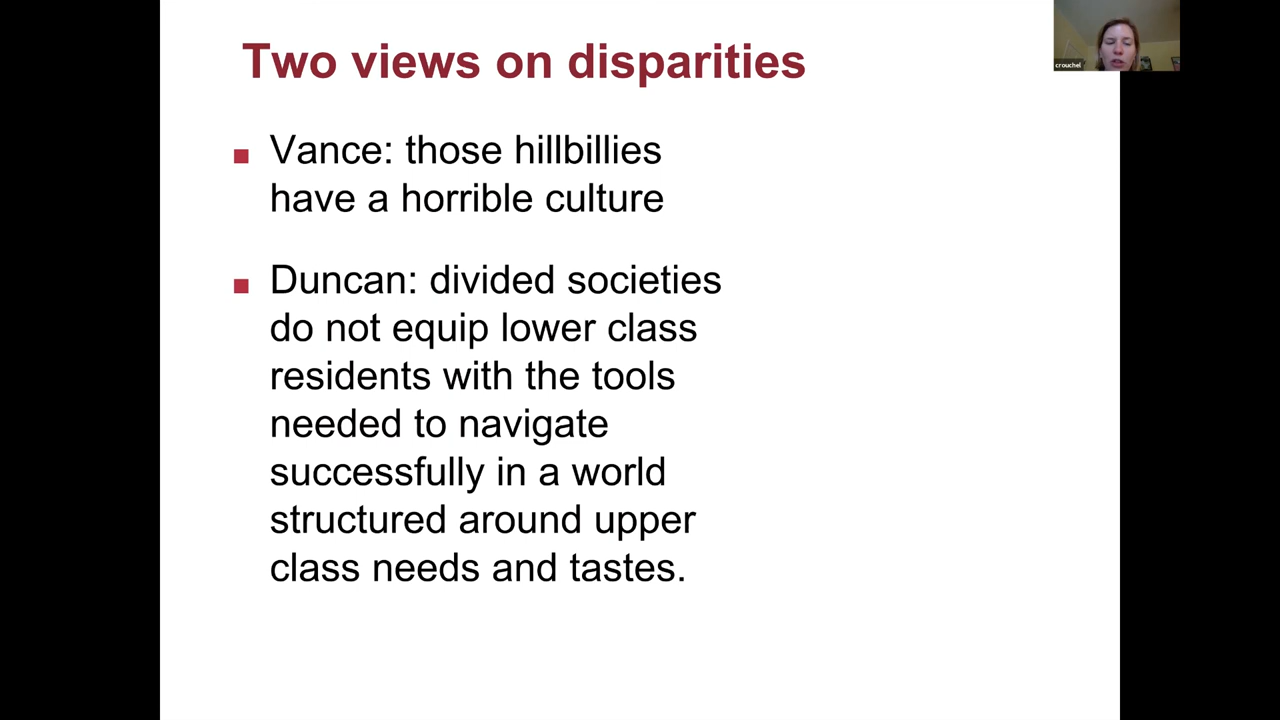 Two views on disparities
crouchel
Vance: those hillbillies
have a horrible culture
Duncan: divided societies
do not equip lower class
residents with the tools
needed to navigate
successfully in a world
structured around upper
class needs and tastes.